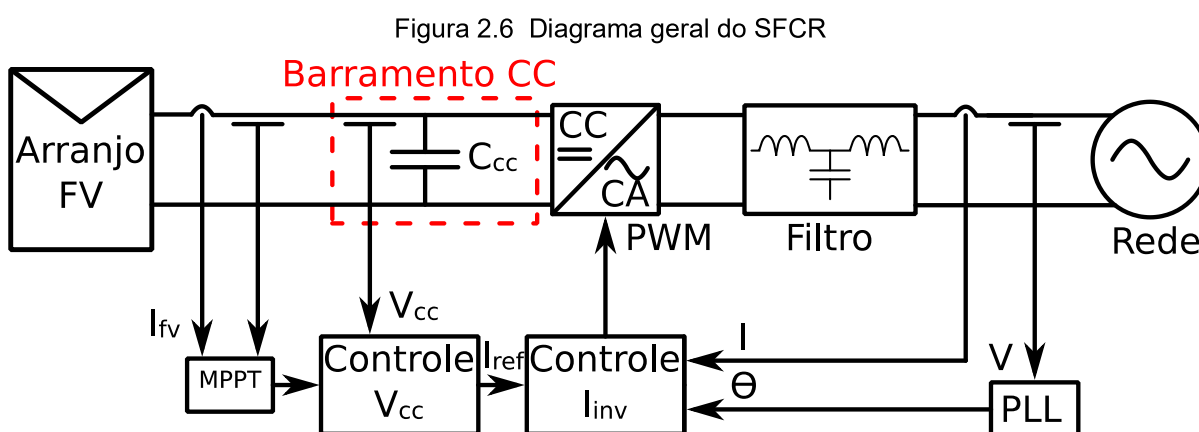 Figura 2.6 Diagrama geral do SFCR
Barramento CC
Arranjo
FV
Ccc
CC
CA
PWM
Filtro
Rede
Ifv
Vcc
MPPT
Controle
Vcc
Iref
Controle
Iinv
I
Θ
V
PLL